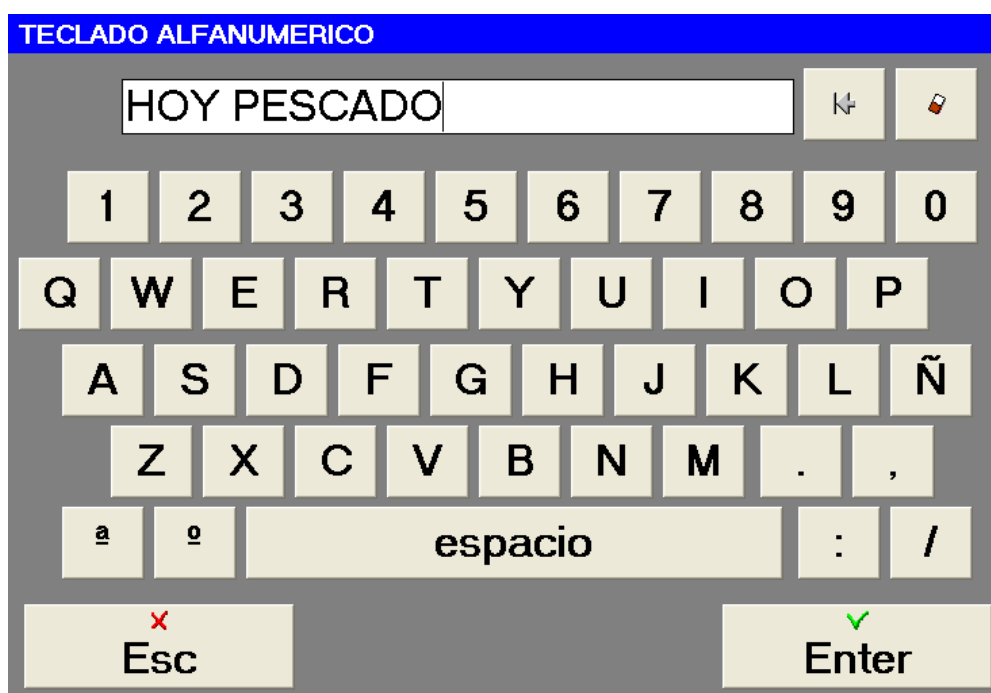 TECLADO ALFANUMERICO
HOY PESCADO
1 2 3 4 5 6 7 8 9 0
Q W E R T Y U I O P
A S D F G H J K L Ñ
Z X C V B N M . ,
ª º espacio : /
Esc Enter